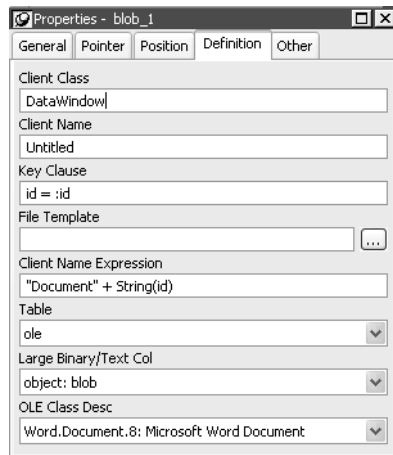 Properties - blob_1
General Pointer Position Definition Other
Client Class
DataWindow
Client Name
Untitled
Key Clause
id = :id
File Template
...
Client Name Expression
"Document" + String(id)
Table
ole
Large Binary/Text Col
object: blob
OLE Class Desc
Word.Document.8: Microsoft Word Document